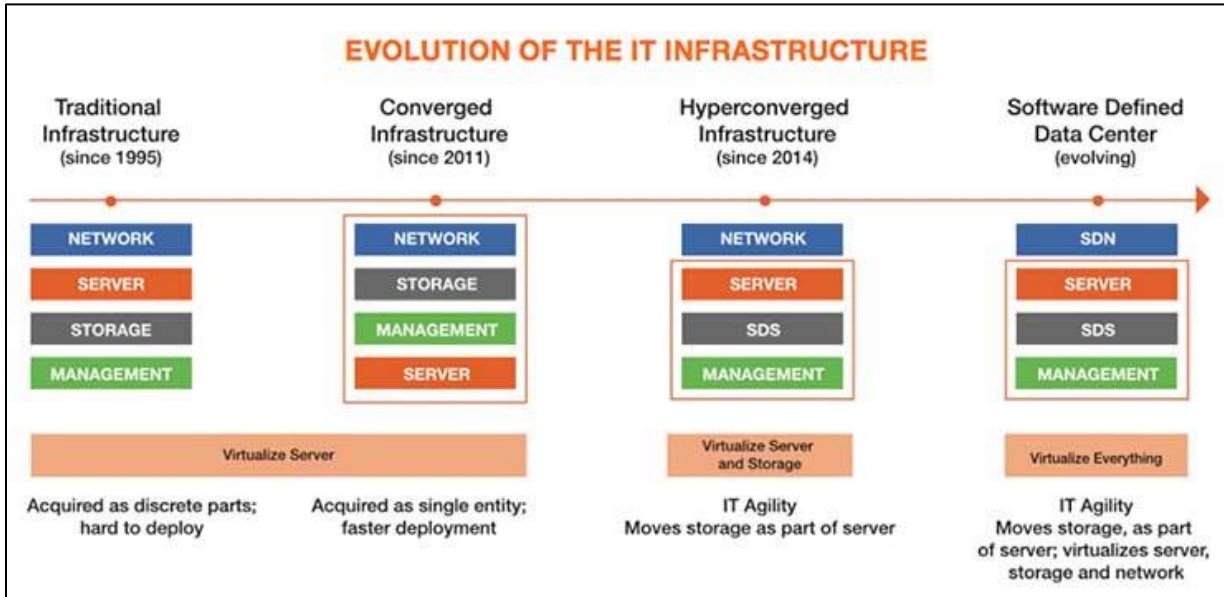 EVOLUTION OF THE IT INFRASTRUCTURE
Traditional
Infrastructure
(since 1995)
Converged
Infrastructure
(since 2011)
Hyperconverged
Infrastructure
(since 2014)
Software Defined
Data Center
(evolving)
NETWORK
SERVER
STORAGE
MANAGEMENT
NETWORK
STORAGE
MANAGEMENT
SERVER
NETWORK
SERVER
SDS
MANAGEMENT
SDN
SERVER
SDS
MANAGEMENT
Virtualize Server
Virtualize Server
and Storage
Virtualize Everything
Acquired as discrete parts;
hard to deploy
Acquired as single entity;
faster deployment
IT Agility
Moves storage as part of server
IT Agility
Moves storage, as part
of server; virtualizes server,
storage and network